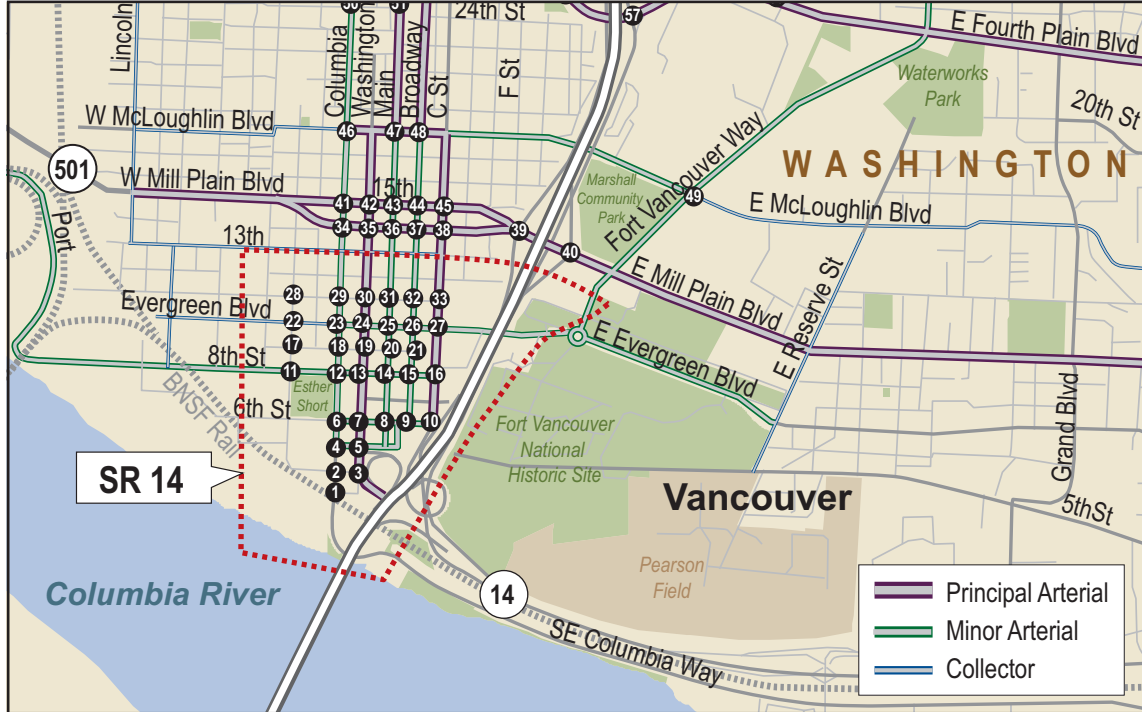 50
51
24th St
57
E Fourth Plain Blvd
Lincoln
Columbia
Washington
Main
Broadway
C St
F St
Waterworks
Park
20th St
W McLoughlin Blvd
46
47
48
501
WASHINGTON
W Mill Plain Blvd
15th
Marshall
Community
Park
Fort Vancouver Way
49
E McLoughlin Blvd
41
42
43
44
45
Port
34
35
36
37
38
39
13th
40
E Mill Plain Blvd
E Reserve St
28
29
30
31
32
33
Evergreen Blvd
22
23
24
25
26
27
E Evergreen Blvd
17
18
19
20
21
8th St
11
12
13
14
15
16
BNSF Rail
Esther
Short
6th St
6
7
8
9
10
Fort Vancouver
National
Historic Site
Grand Blvd
4
5
2
3
1
SR 14
Vancouver
5thSt
Pearson
Field
Columbia River
14
SE Columbia Way
Principal Arterial
Minor Arterial
Collector